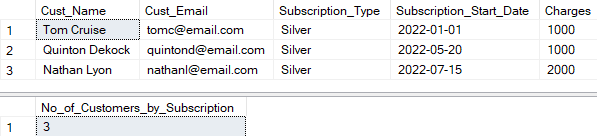 Cust_Name Cust_Email Subscription_Type Subscription_Start_Date Charges
1 Tom Cruise tomc@email.com Silver 2022-01-01 1000
2 Quinton Dekock quintond@email.com Silver 2022-05-20 1000
3 Nathan Lyon nathanl@email.com Silver 2022-07-15 2000
No_of_Customers_by_Subscription
1 3